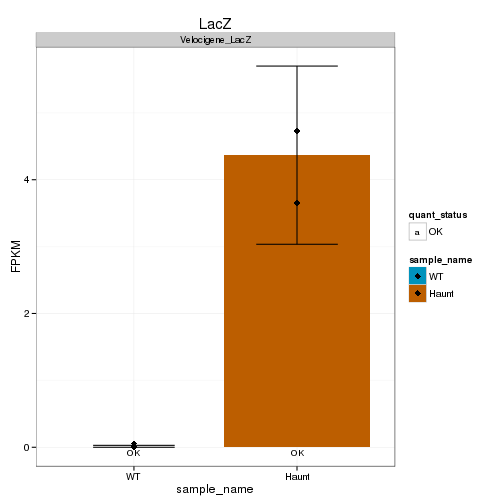 LacZ
Velocigene_LacZ
4
2
0
FPKM
OK
OK
WT
Haunt
sample_name
quant_status
a OK
sample_name
WT
Haunt